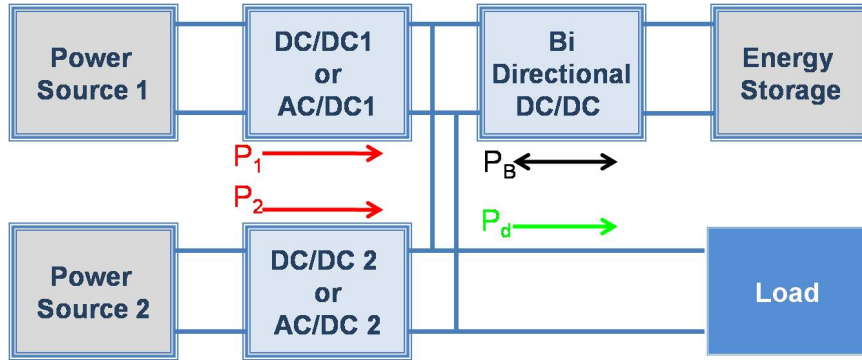 Power
Source 1
DC/DC1
or
AC/DC1
Bi
Directional
DC/DC
Energy
Storage
P1
PB
P2
Pd
Power
Source 2
DC/DC 2
or
AC/DC 2
Load